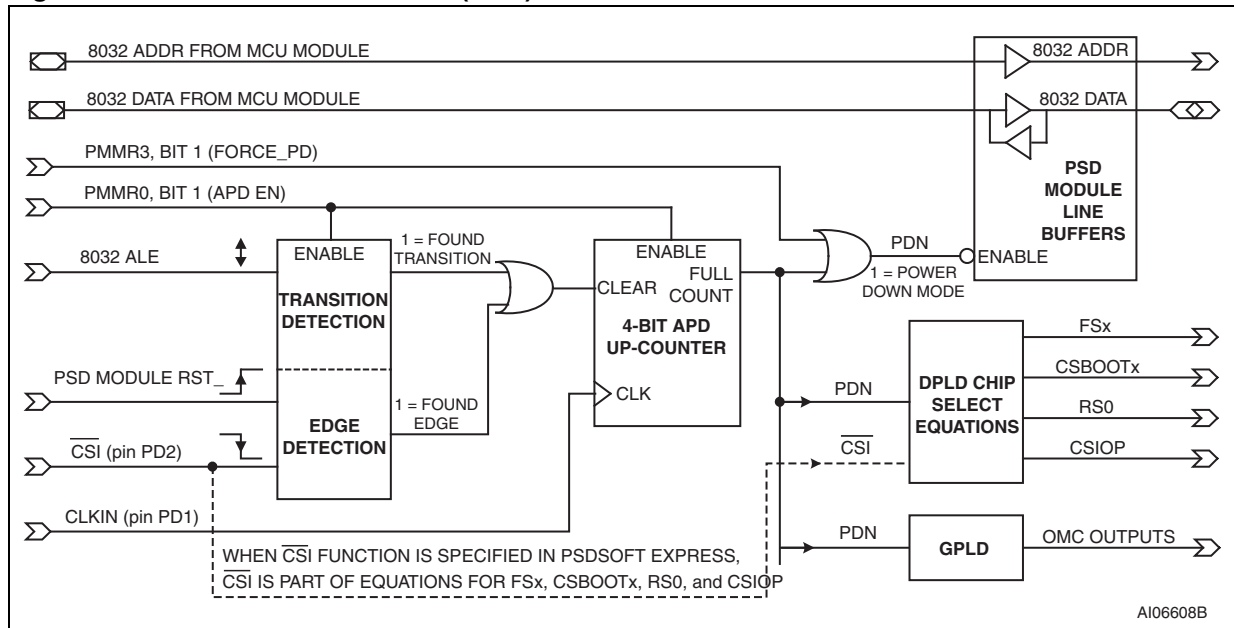 8032 ADDR FROM MCU MODULE
8032 ADDR
8032 DATA FROM MCU MODULE
8032 DATA
PMMR3, BIT 1 (FORCE_PD)
PSD
MODULE
LINE
BUFFERS
PMMR0, BIT 1 (APD EN)
8032 ALE
ENABLE
1 = FOUND
TRANSITION
TRANSITION
DETECTION
ENABLE
FULL
COUNT
CLEAR
4-BIT APD
UP-COUNTER
CLK
PDN
1 = POWER
DOWN MODE
ENABLE
PSD MODULE RST_
1 = FOUND
EDGE
EDGE
DETECTION
CSI (pin PD2)
CLKIN (pin PD1)
PDN
CSI
DPLD CHIP
SELECT
EQUATIONS
FSx
CSBOOTx
RS0
CSIOP
PDN
GPLD
OMC OUTPUTS
WHEN CSI FUNCTION IS SPECIFIED IN PSDSOFT EXPRESS,
CSI IS PART OF EQUATIONS FOR FSx, CSBOOTx, RS0, and CSIOP
AI06608B